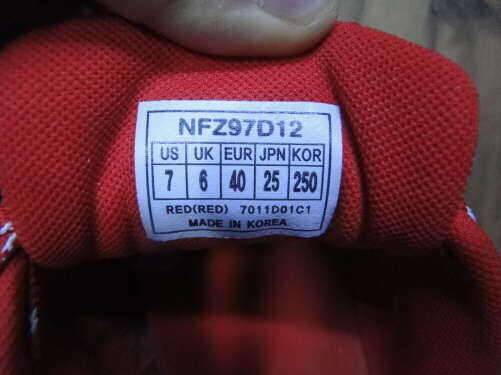 NFZ97D12
US UK EUR JPN KOR
7 6 40 25 250
RED(RED) 7011D01C1
MADE IN KOREA